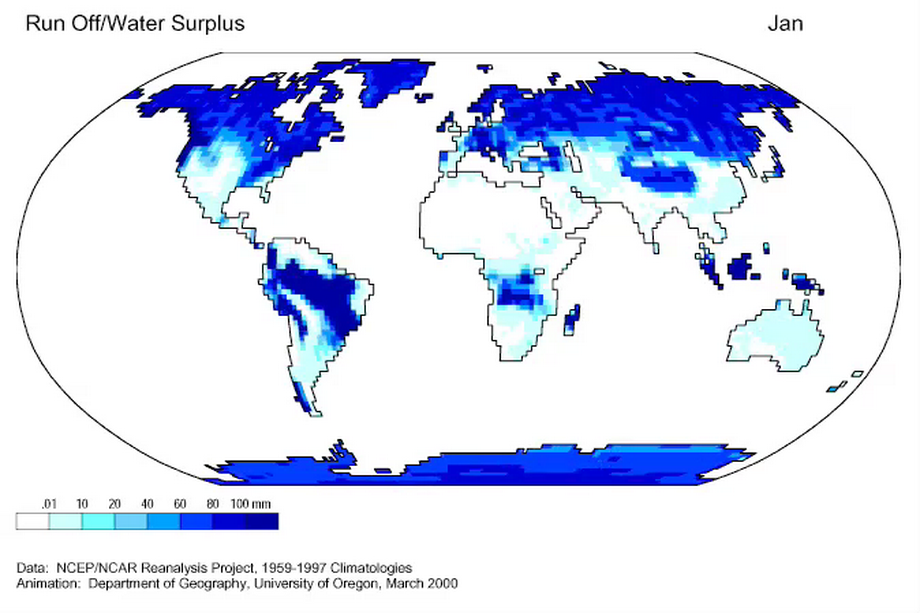 Run Off/Water Surplus
Jan
.01 10 20 40 60 80 100 mm
Data: NCEP/NCAR Reanalysis Project, 1959-1997 Climatologies
Animation: Department of Geography, University of Oregon, March 2000